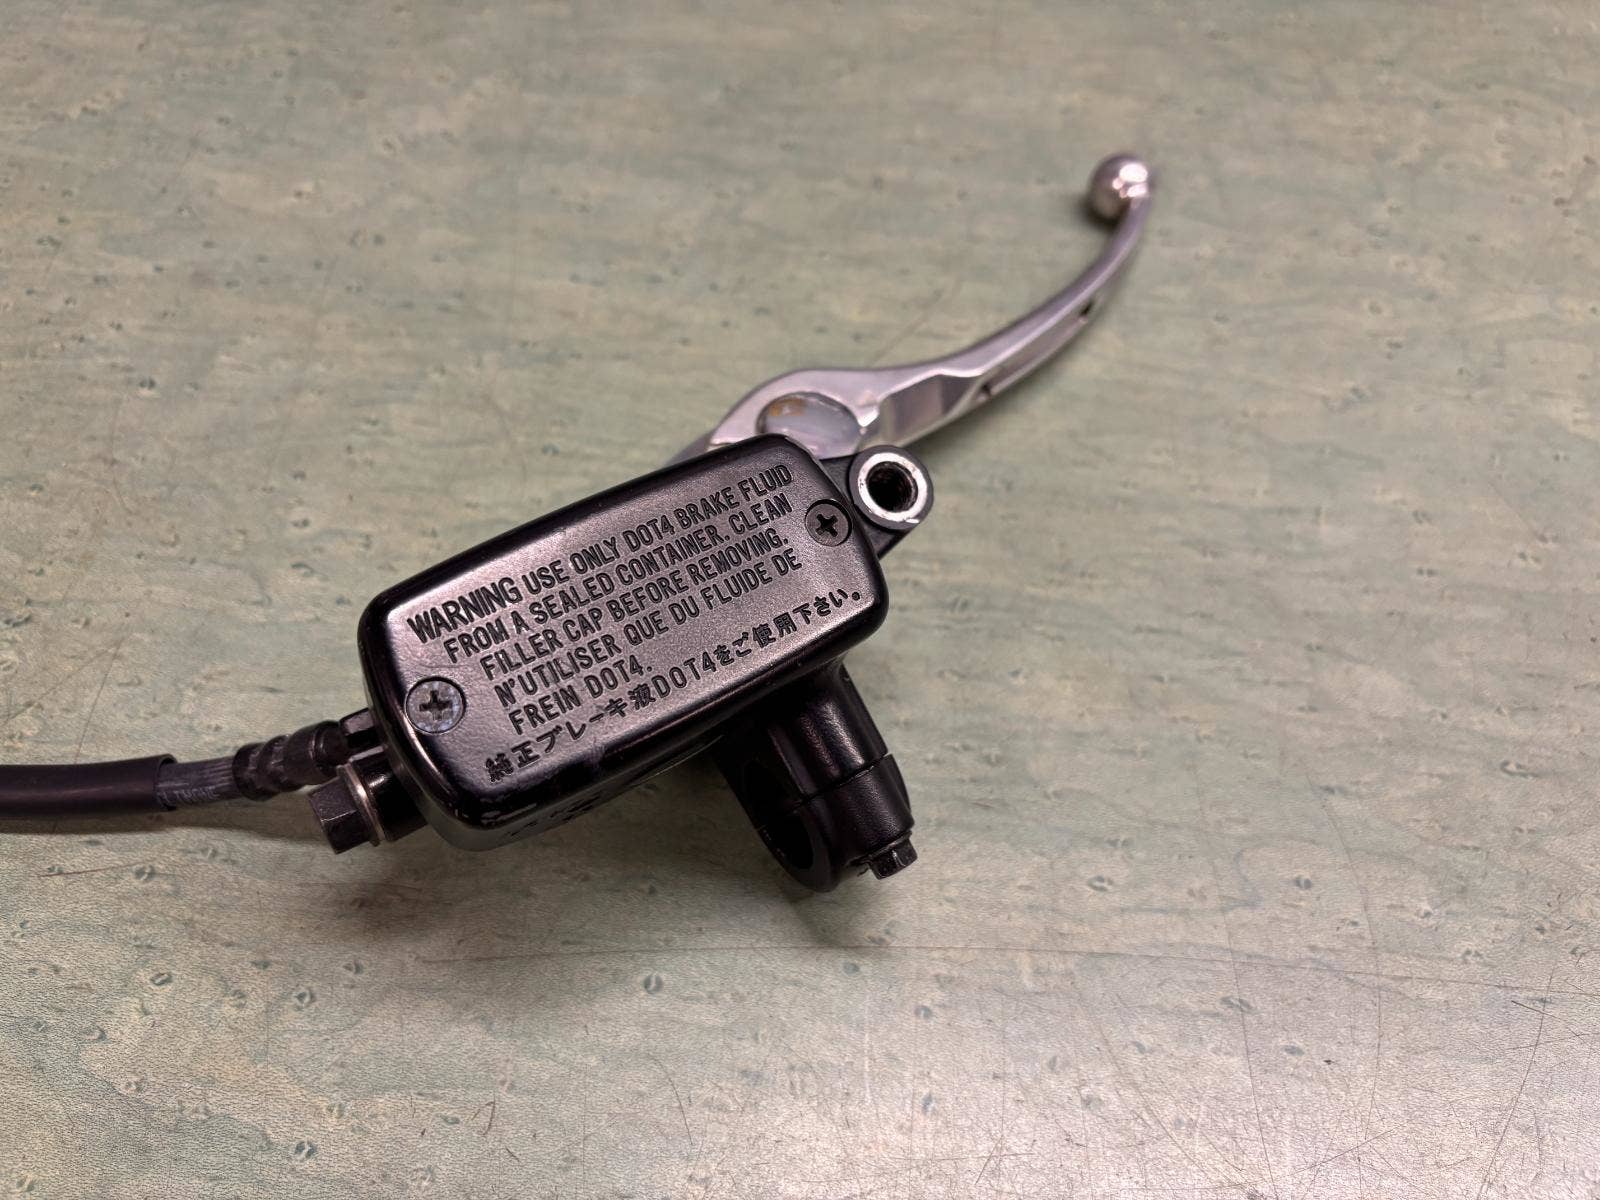 WARNING USE ONLY DOT4 BRAKE FLUID
FROM A SEALED CONTAINER. CLEAN
FILLER CAP BEFORE REMOVING.
N'UTILISER QUE DU FLUIDE DE
FREIN DOT4.
純正ブレーキ液DOT4をご使用下さい。